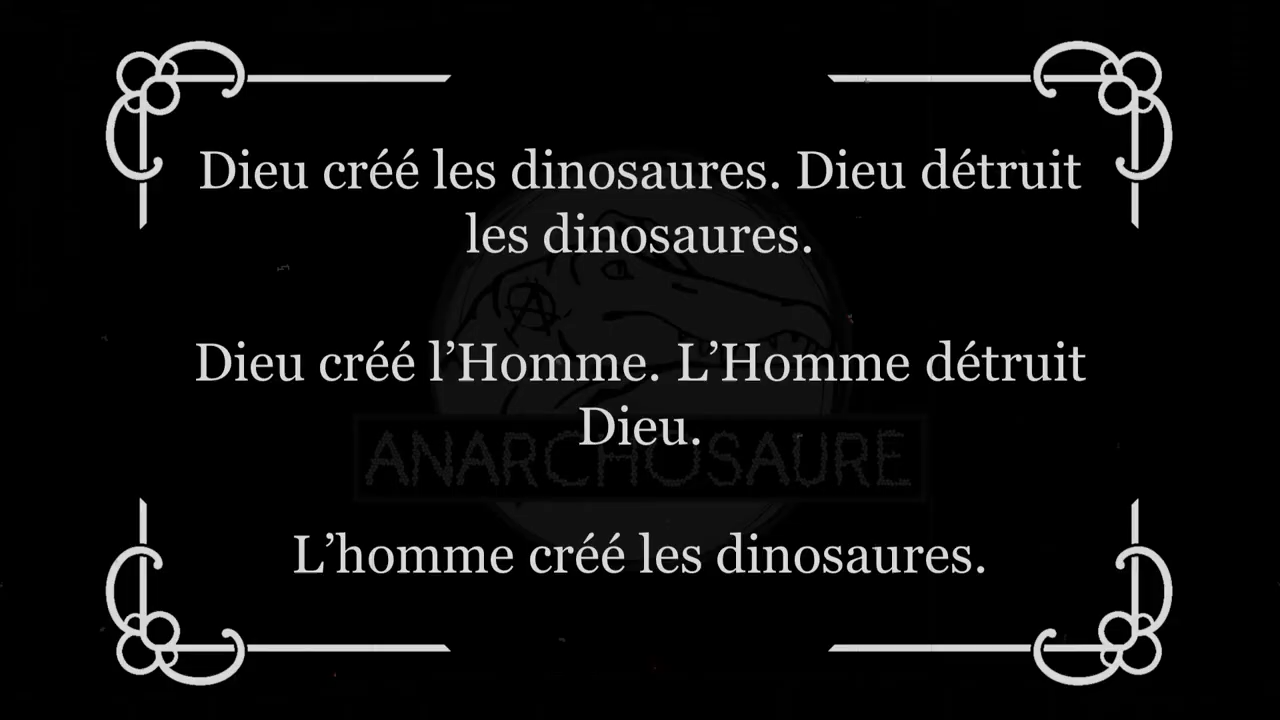 Dieu créé les dinosaures. Dieu détruit
les dinosaures.
Dieu créé l’Homme. L’Homme détruit
Dieu.
ANARCHOSAURE
L’homme créé les dinosaures.